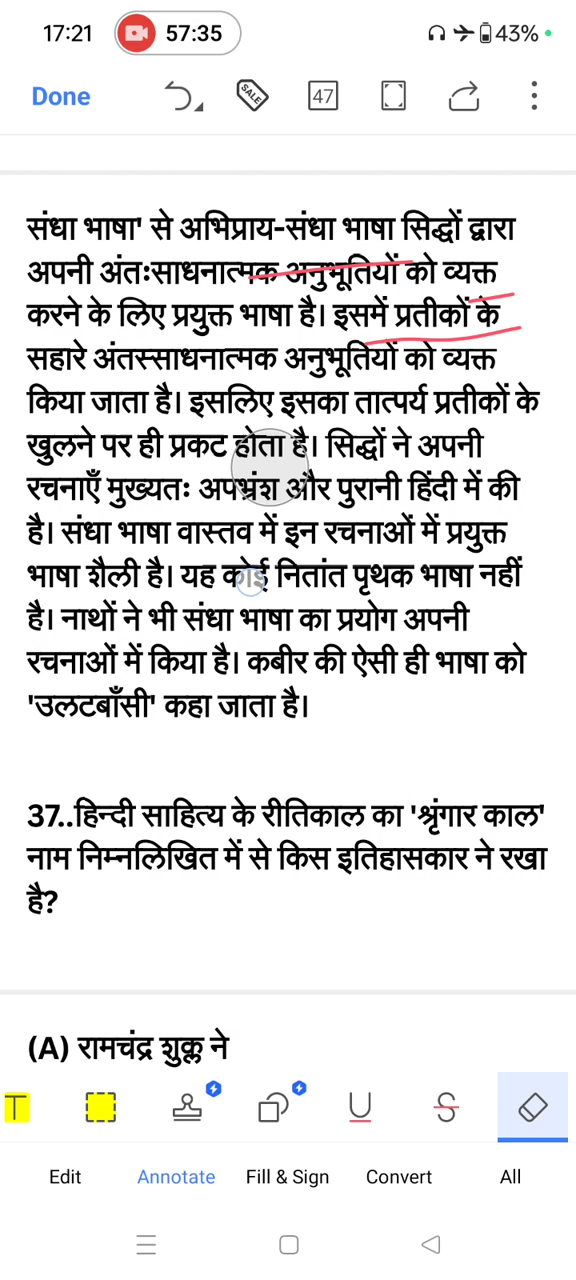 17:21 57:35 43%
Done SALE 47
संधा भाषा' से अभिप्राय-संधा भाषा सिद्धों द्वारा
अपनी अंतःसाधनात्मक अनुभूतियों को व्यक्त
करने के लिए प्रयुक्त भाषा है। इसमें प्रतीकों के
सहारे अंतस्साधनात्मक अनुभूतियों को व्यक्त
किया जाता है। इसलिए इसका तात्पर्य प्रतीकों के
खुलने पर ही प्रकट होता है। सिद्धों ने अपनी
रचनाएँ मुख्यतः अपभ्रंश और पुरानी हिंदी में की
है। संधा भाषा वास्तव में इन रचनाओं में प्रयुक्त
भाषा शैली है। यह कोई नितांत पृथक भाषा नहीं
है। नाथों ने भी संधा भाषा का प्रयोग अपनी
रचनाओं में किया है। कबीर की ऐसी ही भाषा को
'उलटबाँसी' कहा जाता है।
37..हिन्दी साहित्य के रीतिकाल का 'श्रृंगार काल'
नाम निम्नलिखित में से किस इतिहासकार ने रखा
है?
(A) रामचंद्र शुक्ल ने
T U S
Edit Annotate Fill & Sign Convert All